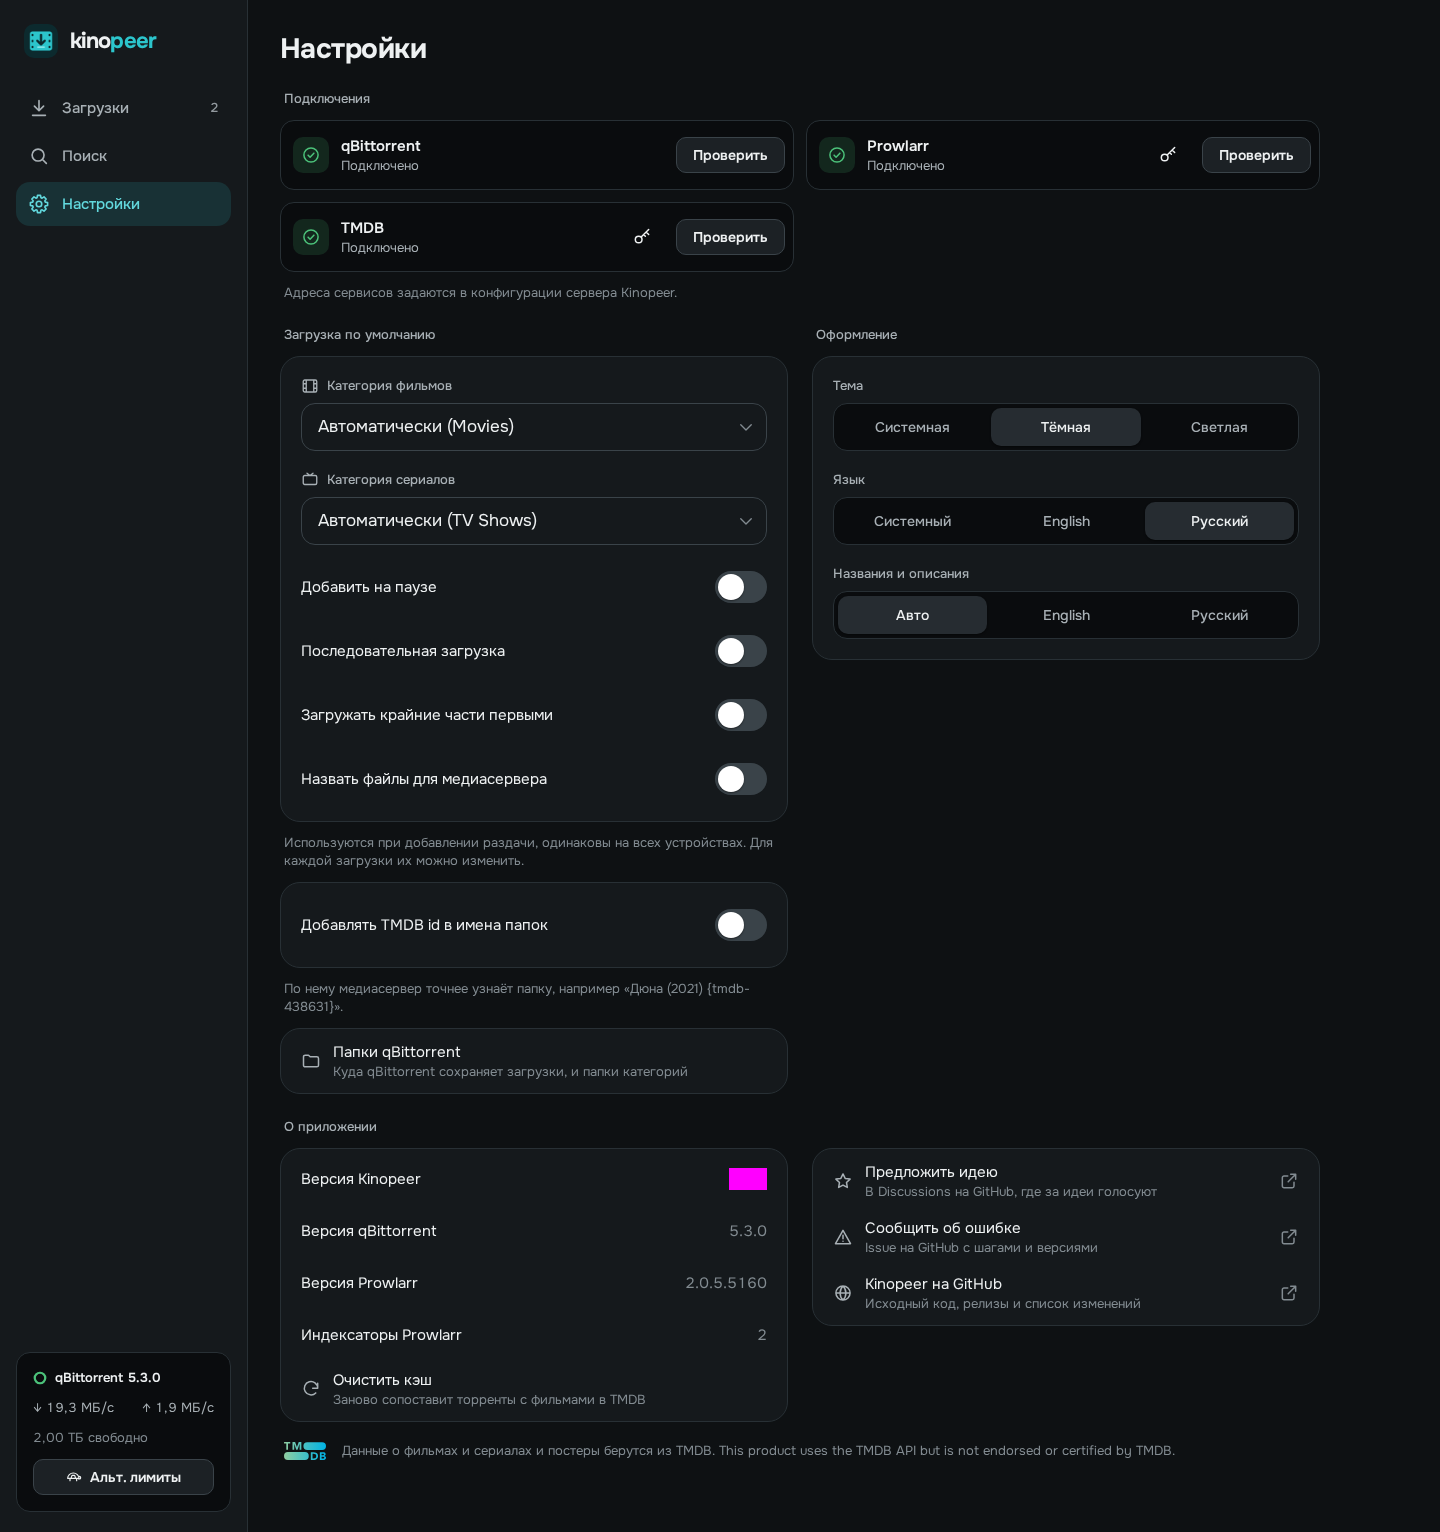 kinopeer
Загрузки 2
Поиск
Настройки
qBittorrent 5.3.0
↓ 19,3 МБ/с ↑ 1,9 МБ/с
2,00 ТБ свободно
Альт. лимиты
Настройки
Подключения
qBittorrent
Подключено
Проверить
Prowlarr
Подключено
Проверить
TMDB
Подключено
Проверить
Адреса сервисов задаются в конфигурации сервера Kinopeer.
Загрузка по умолчанию
Категория фильмов
Автоматически (Movies)
Категория сериалов
Автоматически (TV Shows)
Добавить на паузе
Последовательная загрузка
Загружать крайние части первыми
Назвать файлы для медиасервера
Используются при добавлении раздачи, одинаковы на всех устройствах. Для
каждой загрузки их можно изменить.
Добавлять TMDB id в имена папок
По нему медиасервер точнее узнаёт папку, например «Дюна (2021) {tmdb-
438631}».
Папки qBittorrent
Куда qBittorrent сохраняет загрузки, и папки категорий
Оформление
Тема
Системная Тёмная Светлая
Язык
Системный English Русский
Названия и описания
Авто English Русский
О приложении
Версия Kinopeer
Версия qBittorrent 5.3.0
Версия Prowlarr 2.0.5.5160
Индексаторы Prowlarr 2
Очистить кэш
Заново сопоставит торренты с фильмами в TMDB
Предложить идею
В Discussions на GitHub, где за идеи голосуют
Сообщить об ошибке
Issue на GitHub с шагами и версиями
Kinopeer на GitHub
Исходный код, релизы и список изменений
TM
DB
Данные о фильмах и сериалах и постеры берутся из TMDB. This product uses the TMDB API but is not endorsed or certified by TMDB.